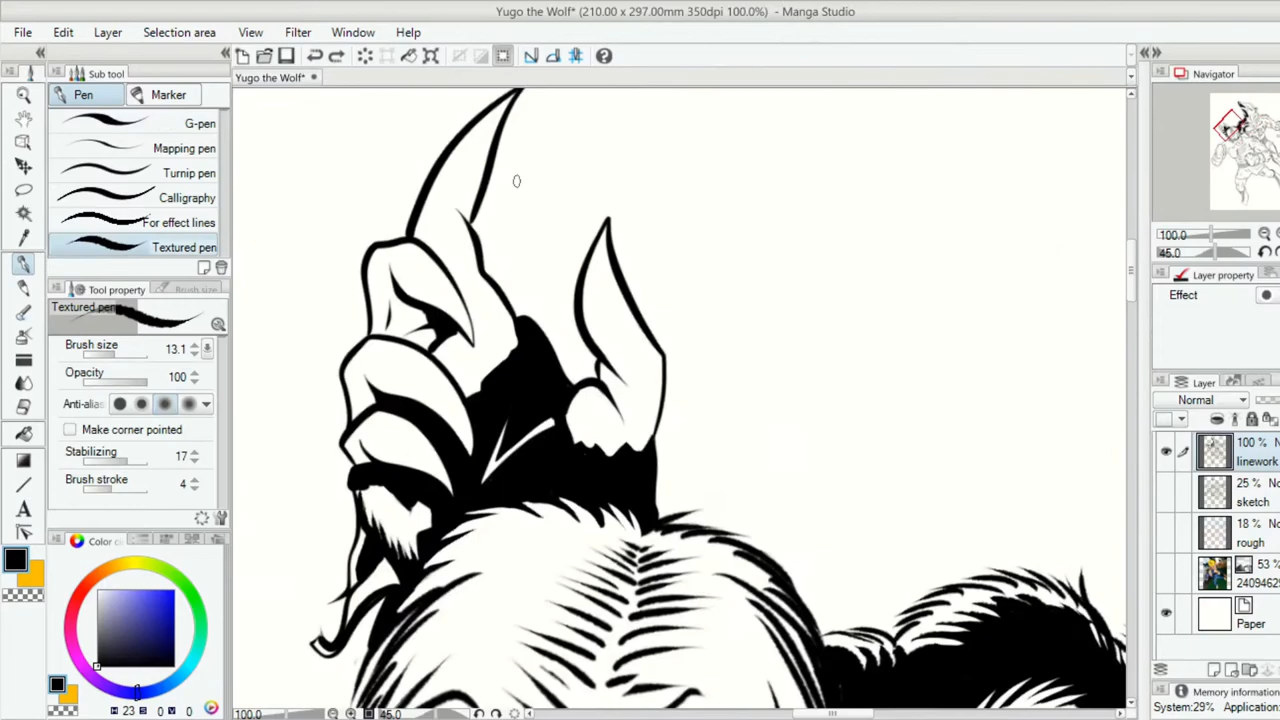 Yugo the Wolf* (210.00 x 297.00mm 350dpi 100.0%) - Manga Studio
File Edit Layer Selection area View Filter Window Help
Sub tool
Yugo the Wolf*
Navigator
Pen Marker
G-pen
Mapping pen
Turnip pen
Calligraphy
For effect lines
Textured pen
Tool property Brush size
Textured pen
Brush size 13.1
Opacity 100
Anti-alias
Make corner pointed
Stabilizing 17
Brush stroke 4
Color c
H 23 S 0 V 0
100.0 45.0
100.0
45.0
Layer property
Effect
Layer
Normal
100 %
linework
25 %
sketch
18 %
rough
53 %
2409462
Paper
Memory information
System:29% Application: